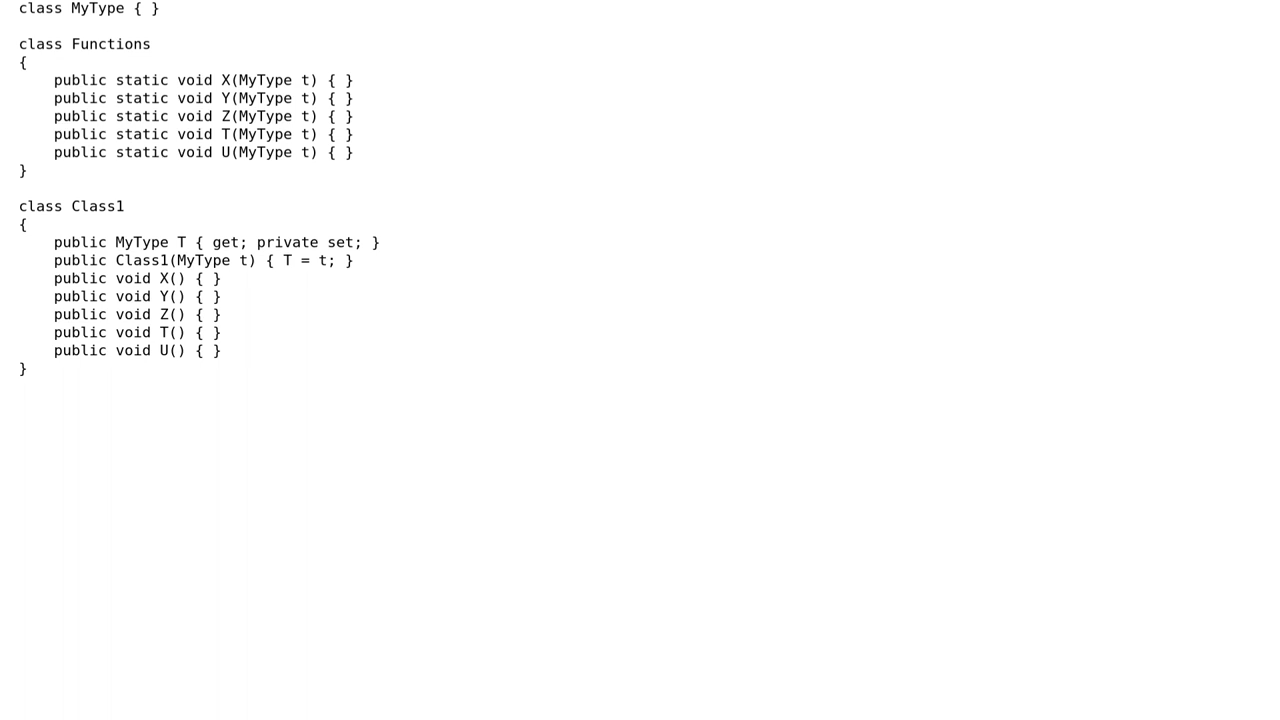 class MyType { }

class Functions
{
    public static void X(MyType t) { }
    public static void Y(MyType t) { }
    public static void Z(MyType t) { }
    public static void T(MyType t) { }
    public static void U(MyType t) { }
}

class Class1
{
    public MyType T { get; private set; }
    public Class1(MyType t) { T = t; }
    public void X() { }
    public void Y() { }
    public void Z() { }
    public void T() { }
    public void U() { }
}